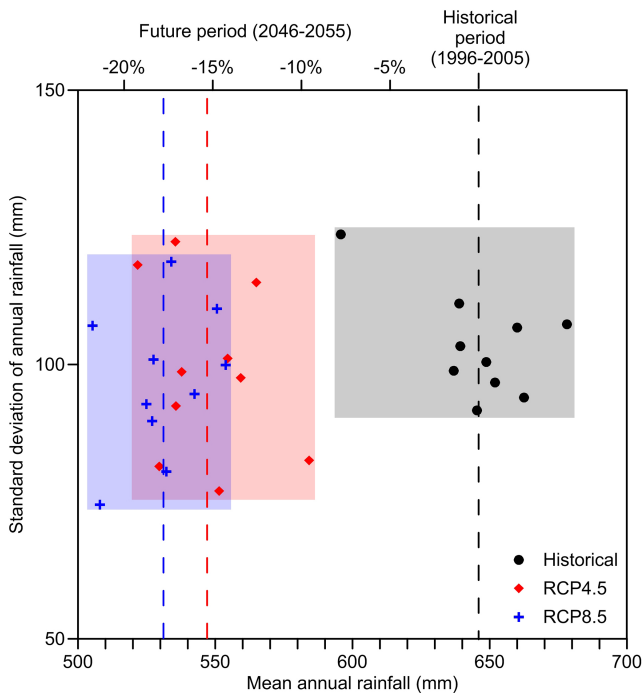 Future period (2046-2055)
Historical
period
(1996-2005)
-20%
-15%
-10%
-5%
150
100
50
Standard deviation of annual rainfall (mm)
Historical
RCP4.5
RCP8.5
500
550
600
650
700
Mean annual rainfall (mm)